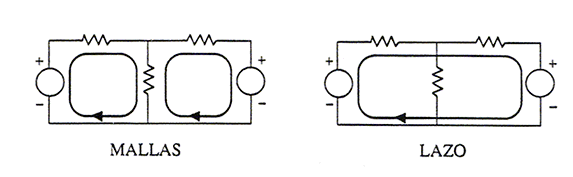 + + + +
− − − −
MALLAS LAZO